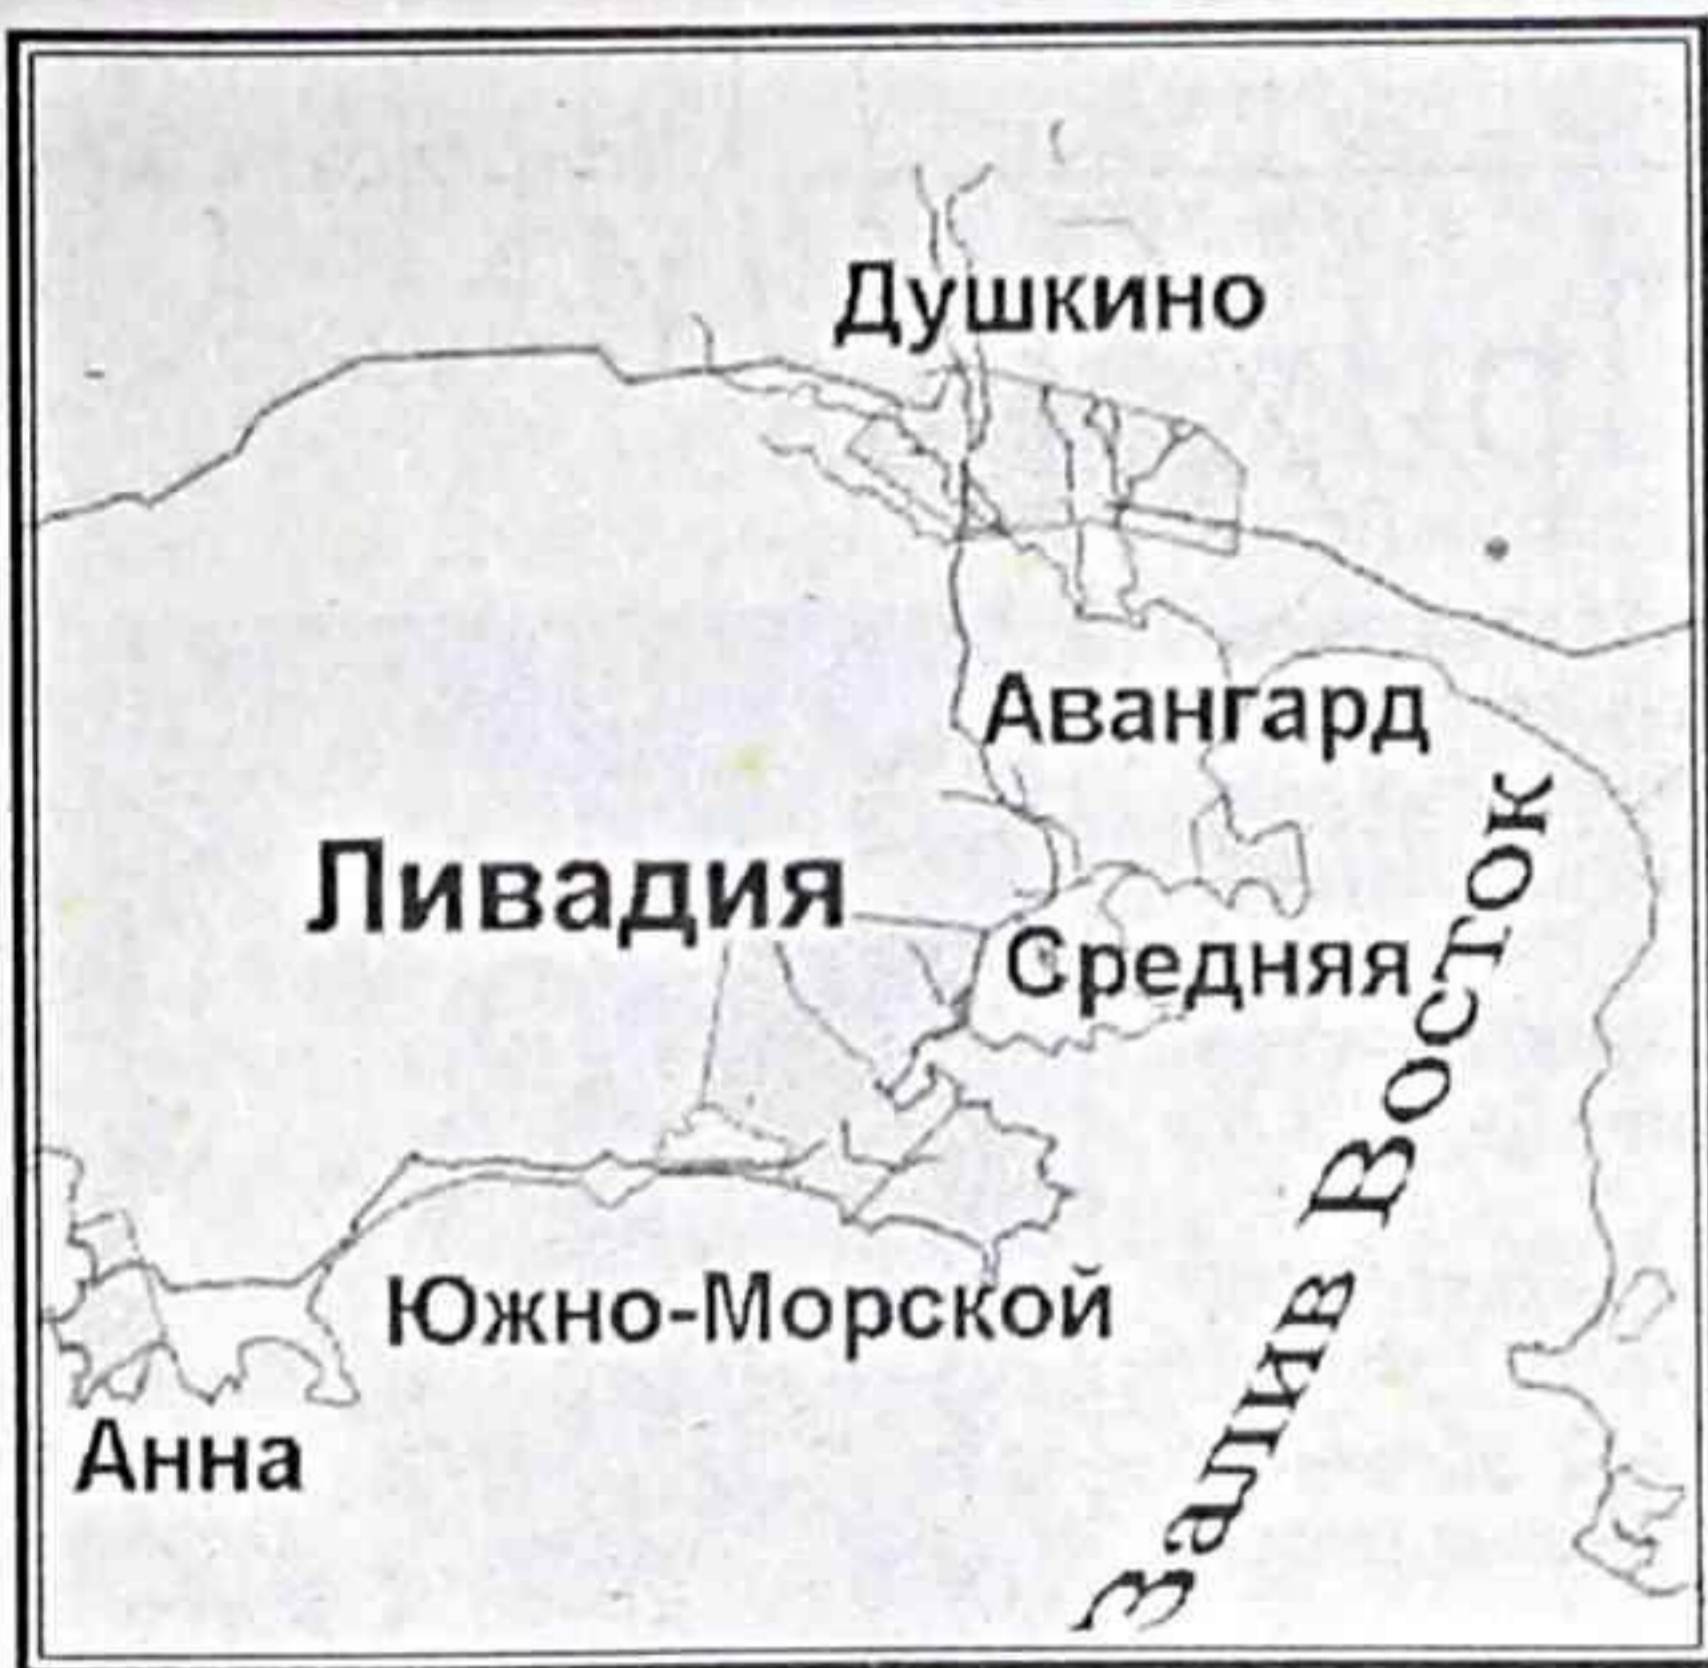 Душкино
Авангард
Ливадия
Средняя
Залив Восток
Южно-Морской
Анна